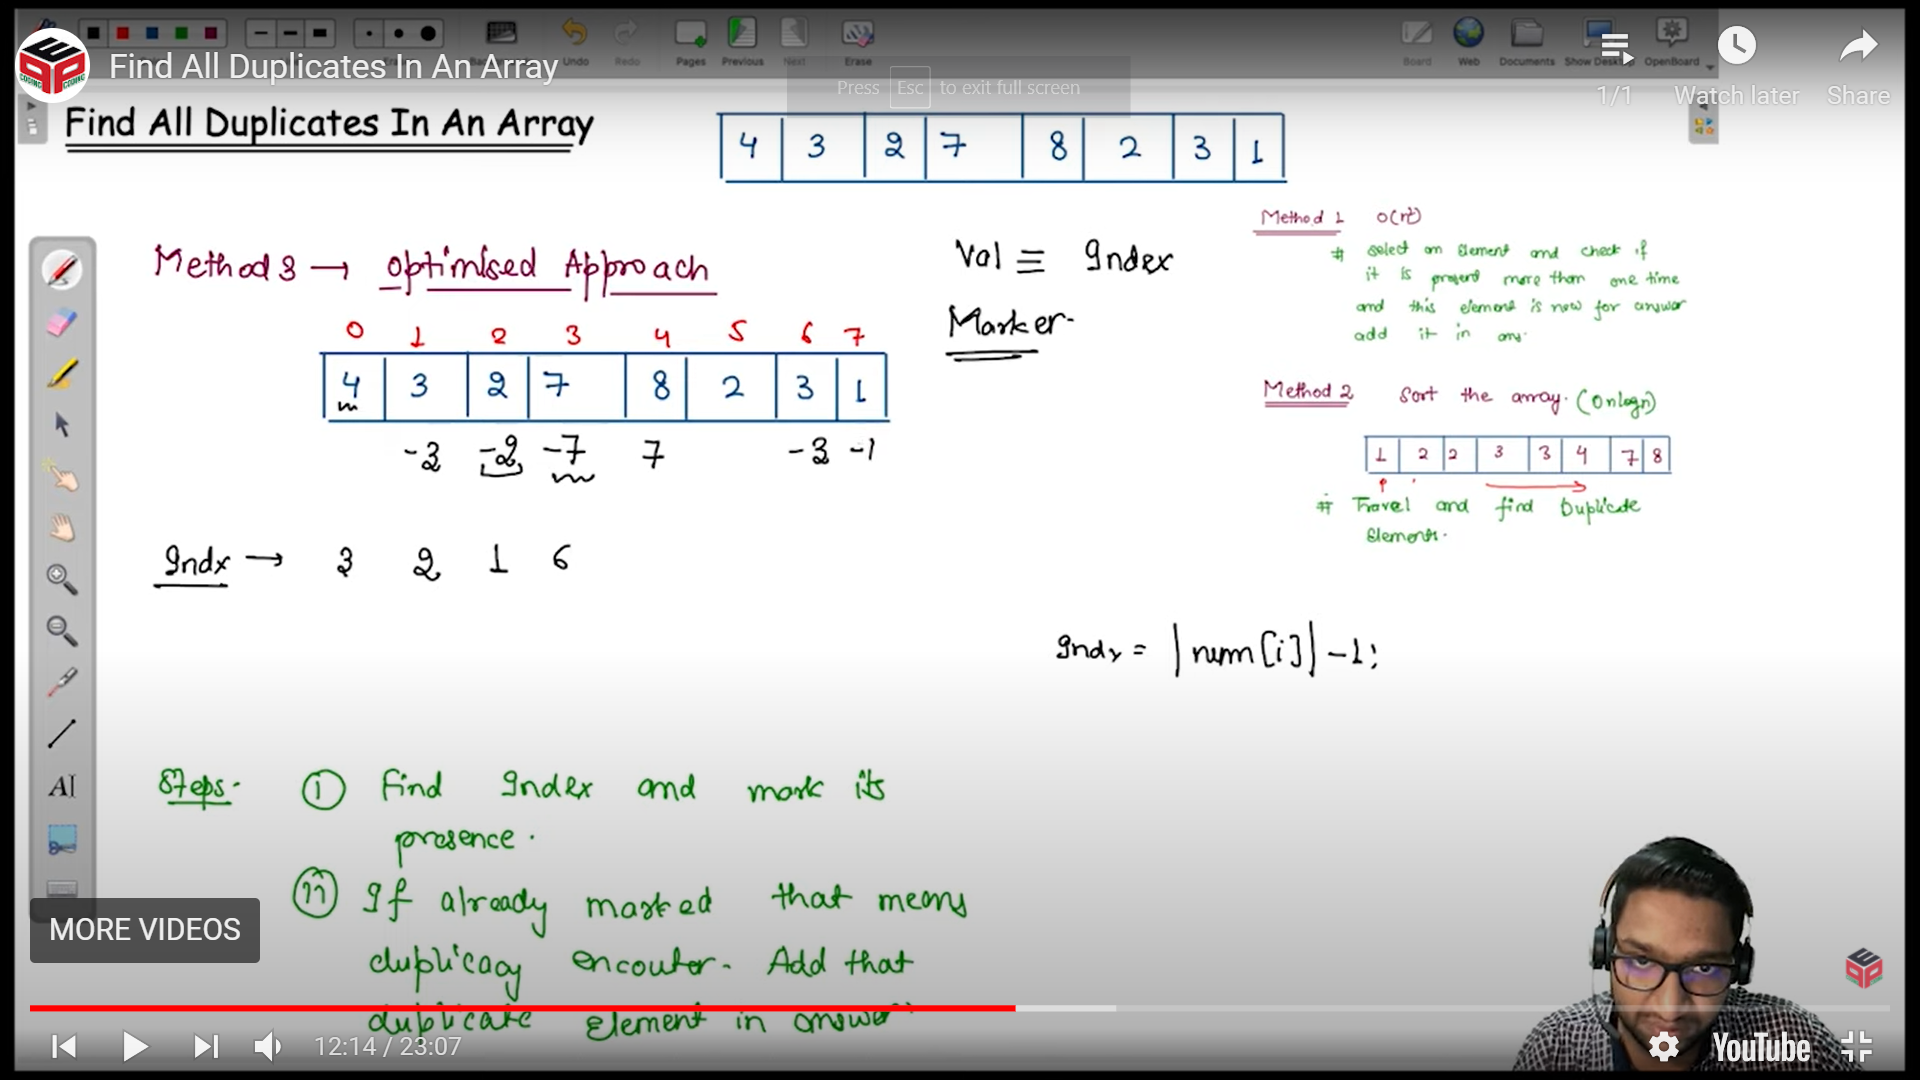 Find All Duplicates In An Array
Undo Redo Pages Previous Next Erase Board Web Documents Show Desktop OpenBoard
Press Esc to exit full screen
1/1 Watch later Share
Find All Duplicates In An Array
4 3 2 7 8 2 3 1
Method 3 → Optimised Approach
0 1 2 3 4 5 6 7
4 3 2 7 8 2 3 1
-3 -2 -7 7 -3 -1
Indx → 3 2 1 6
Val ≡ Index
Marker
Method 1 O(n²)
# select an Element and check if
it is present more than one time
and this element is new for answer
add it in
Method 2 Sort the array. (Onlogn)
1 2 2 3 3 4 7 8
# Travel and find Duplicate
Elements.
Indx = |num[i]| -1;
Steps.
(i) Find Index and mark its
presence.
(ii) If already marked that means
duplicacy encouter. Add that
duplicate Element in answer
AI
MORE VIDEOS
12:14 / 23:07
YouTube